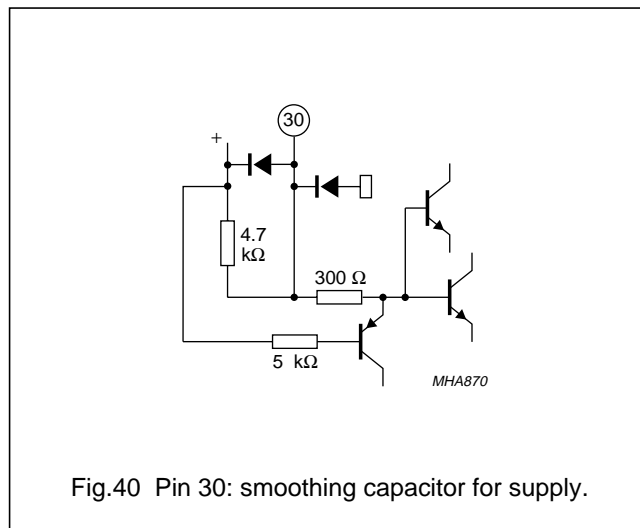 30
+
4.7
kΩ
300 Ω
5 kΩ
MHA870
Fig.40 Pin 30: smoothing capacitor for supply.